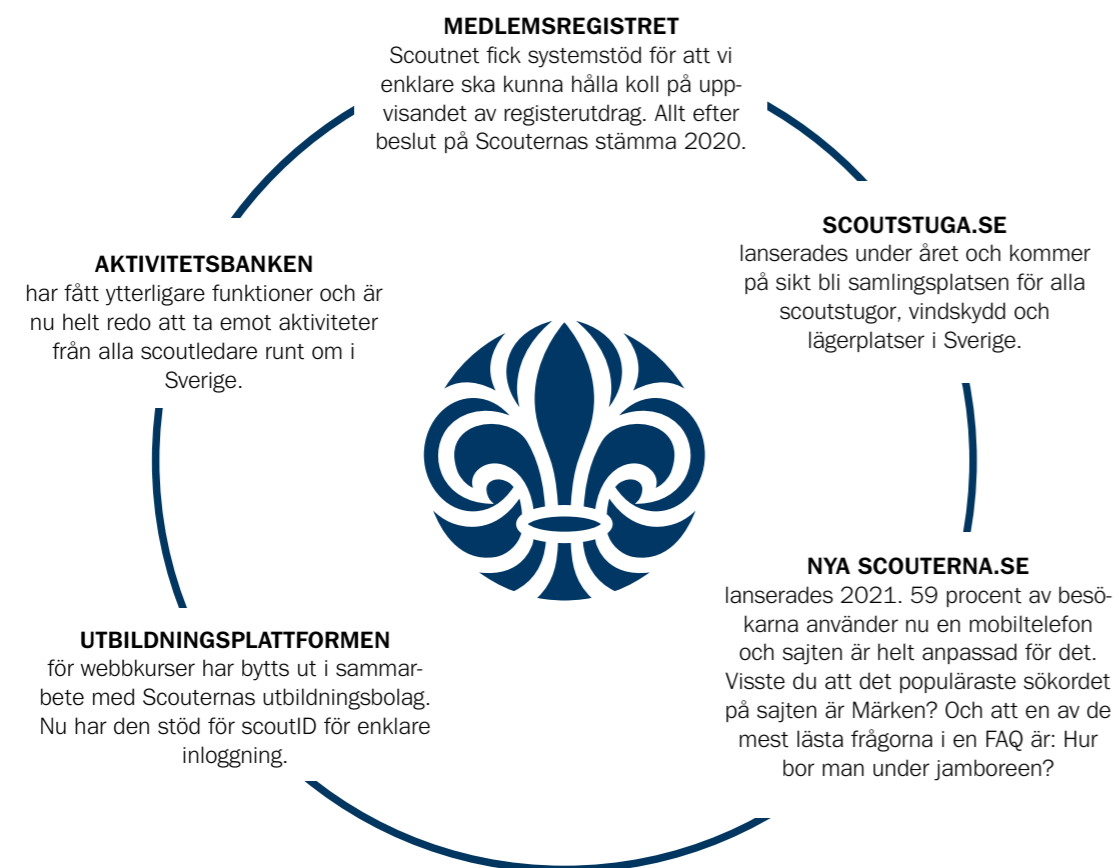 MEDLEMSREGISTRET
Scoutnet fick systemstöd för att vi
enklare ska kunna hålla koll på upp-
visandet av registerutdrag. Allt efter
beslut på Scouternas stämma 2020.
SCOUTSTUGA.SE
lanserades under året och kommer
på sikt bli samlingsplatsen för alla
scoutstugor, vindskydd och
lägerplatser i Sverige.
AKTIVITETSBANKEN
har fått ytterligare funktioner och är
nu helt redo att ta emot aktiviteter
från alla scoutledare runt om i
Sverige.
NYA SCOUTERNA.SE
lanserades 2021. 59 procent av besö-
karna använder nu en mobiltelefon
och sajten är helt anpassad för det.
Visste du att det populäraste sökordet
på sajten är Märken? Och att en av de
mest lästa frågorna i en FAQ är: Hur
bor man under jamboreen?
UTBILDNINGSPLATTFORMEN
för webbkurser har bytts ut i sammar-
bete med Scouternas utbildningsbolag.
Nu har den stöd för scoutID för enklare
inloggning.